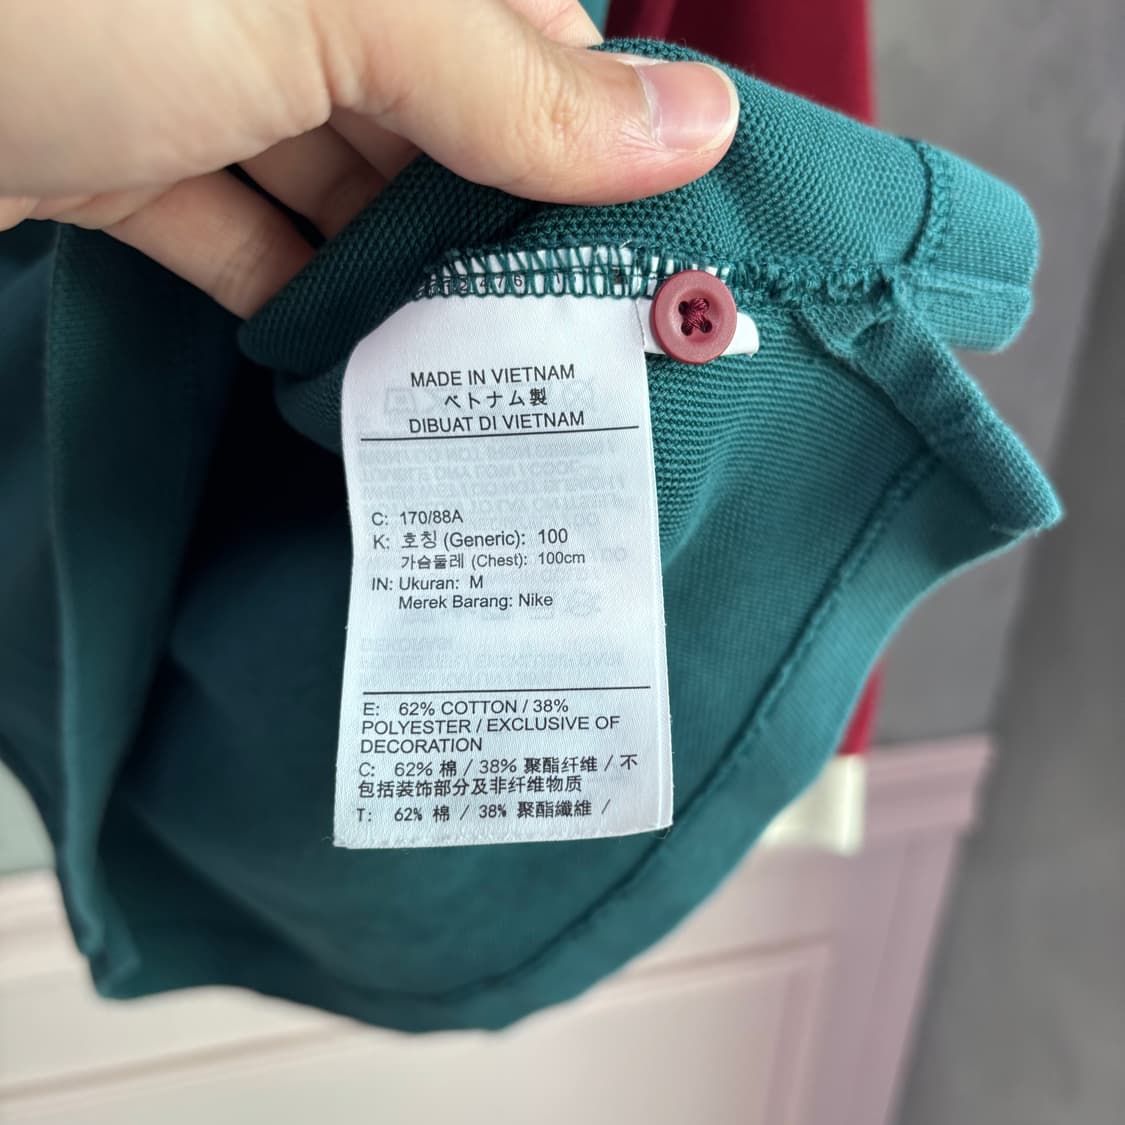 MADE IN VIETNAM
ベトナム製
DIBUAT DI VIETNAM
C: 170/88A
K: 호칭 (Generic): 100
가슴둘레 (Chest): 100cm
IN: Ukuran: M
Merek Barang: Nike
E: 62% COTTON / 38%
POLYESTER / EXCLUSIVE OF
DECORATION
C: 62% 棉 / 38% 聚酯纤维 / 不
包括装饰部分及非纤维物质
T: 62% 棉 / 38% 聚酯纖維 /